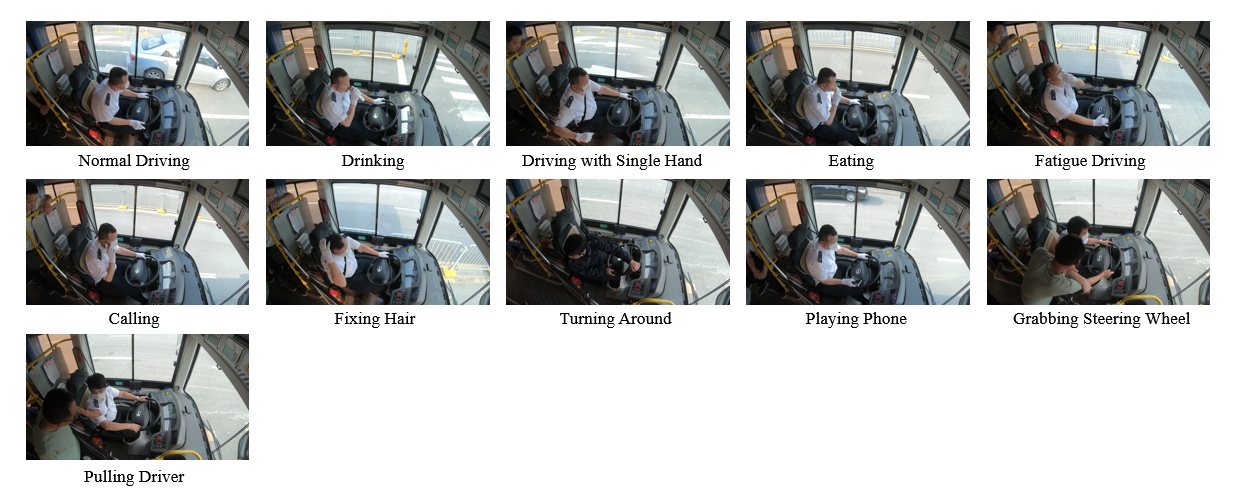 Normal Driving
Drinking
Driving with Single Hand
Eating
Fatigue Driving
Calling
Fixing Hair
Turning Around
Playing Phone
Grabbing Steering Wheel
Pulling Driver